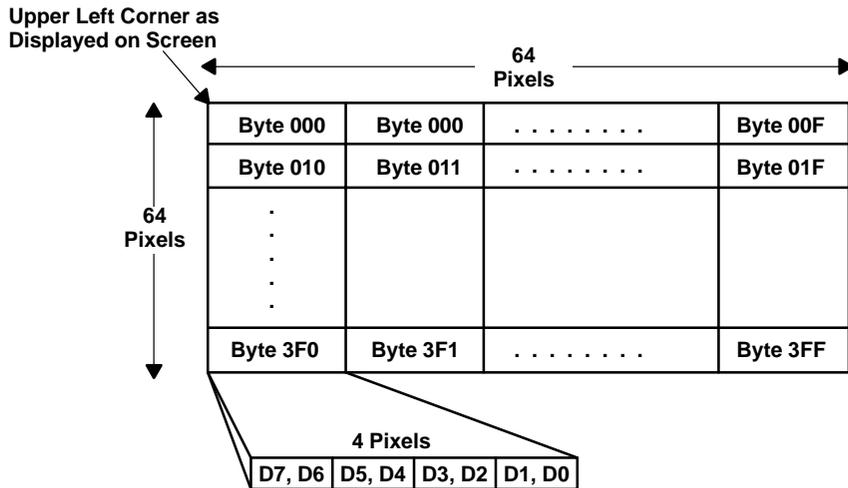 Upper Left Corner as
Displayed on Screen
64
Pixels
Byte 000 Byte 000 . . . . . . . . Byte 00F
Byte 010 Byte 011 . . . . . . . . Byte 01F
64
Pixels
.
.
.
.
.
Byte 3F0 Byte 3F1 . . . . . . . . Byte 3FF
4 Pixels
D7, D6 D5, D4 D3, D2 D1, D0